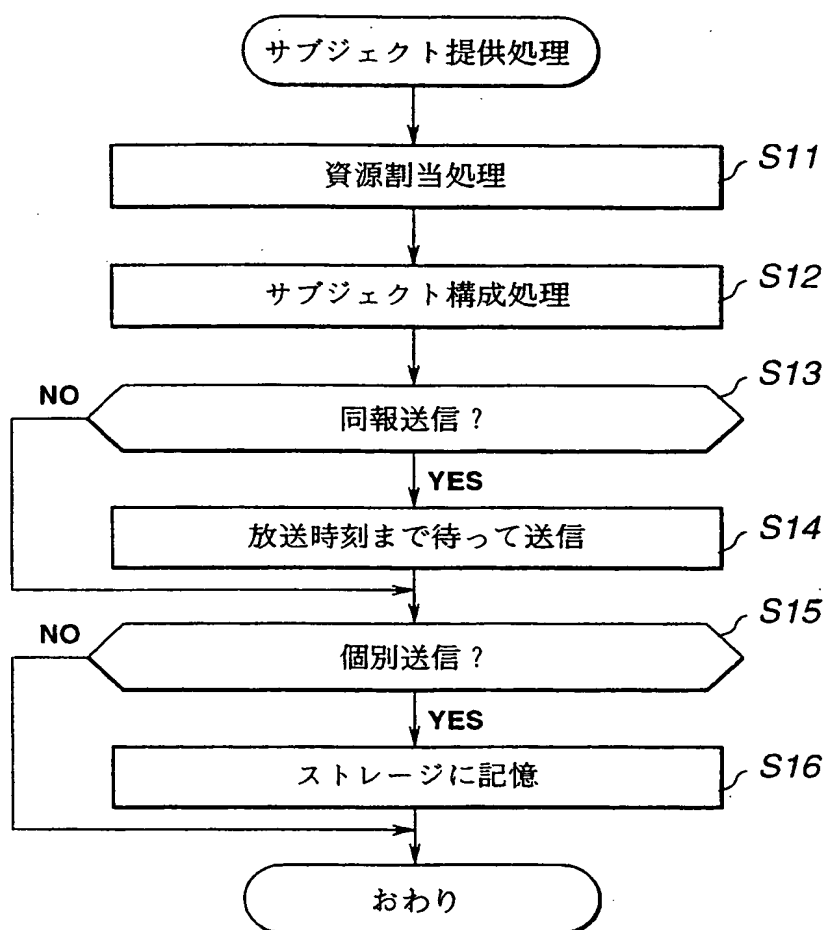 サブジェクト提供処理
資源割当処理
S11
サブジェクト構成処理
S12
同報送信？
S13
NO
YES
放送時刻まで待って送信
S14
個別送信？
S15
NO
YES
ストレージに記憶
S16
おわり